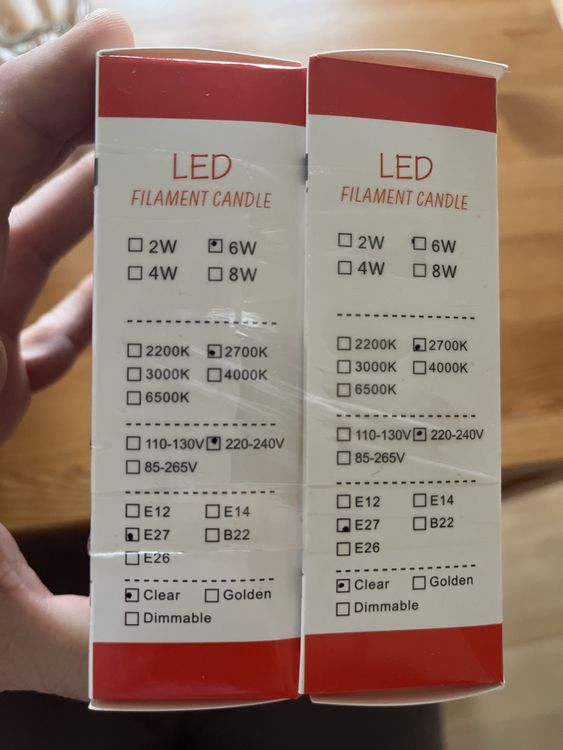 LED
FILAMENT CANDLE
2W 6W
4W 8W
2200K 2700K
3000K 4000K
6500K
110-130V 220-240V
85-265V
E12 E14
E27 B22
E26
Clear Golden
Dimmable
LED
FILAMENT CANDLE
2W 6W
4W 8W
2200K 2700K
3000K 4000K
6500K
110-130V 220-240V
85-265V
E12 E14
E27 B22
E26
Clear Golden
Dimmable